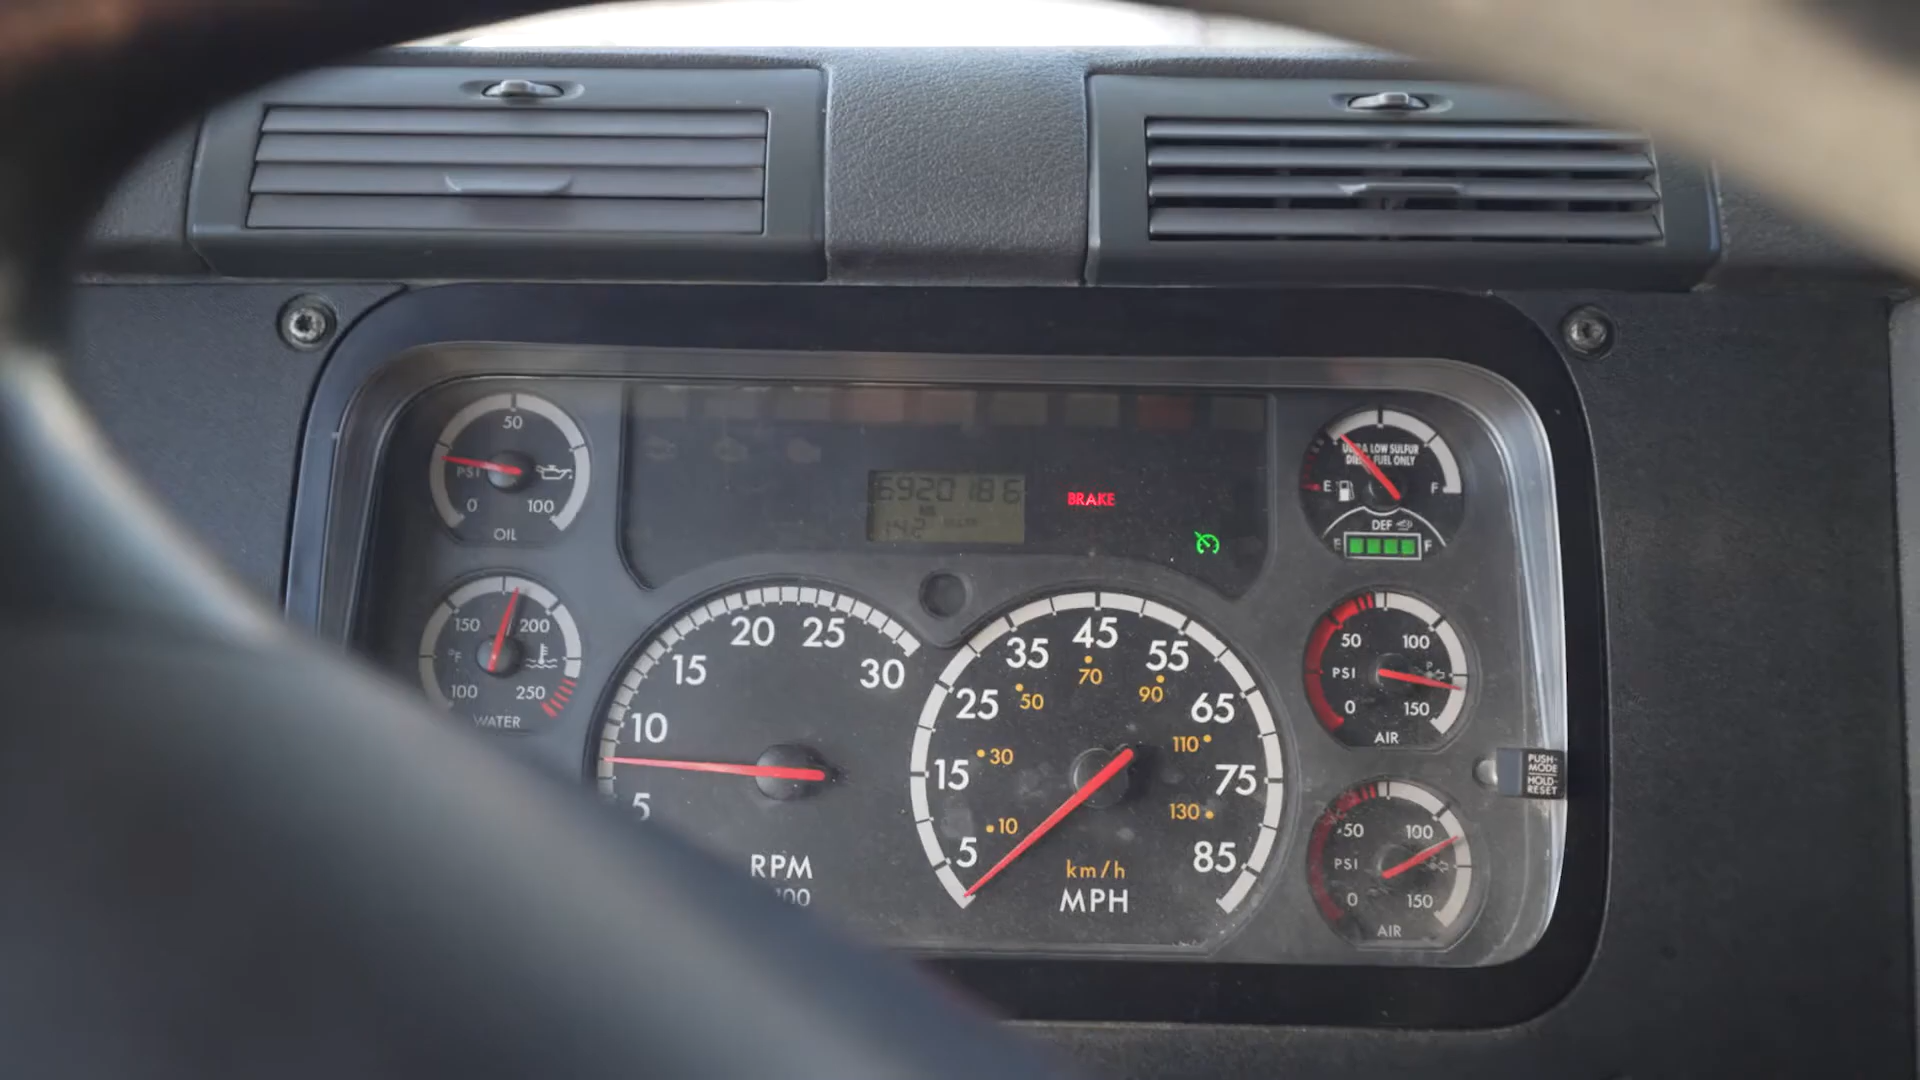 50
PSI
0 100
OIL
150 200
°F
100 250
WATER
BRAKE
ULTRA LOW SULFUR
DIESEL FUEL ONLY
E F
DEF
E F
5 10 15 20 25 30
RPM
5 15 25 35 45 55 65 75 85
10 30 50 70 90 110 130
km/h
MPH
50 100
PSI P
0 150
AIR
50 100
PSI
0 150
AIR
PUSH-
MODE
HOLD-
RESET